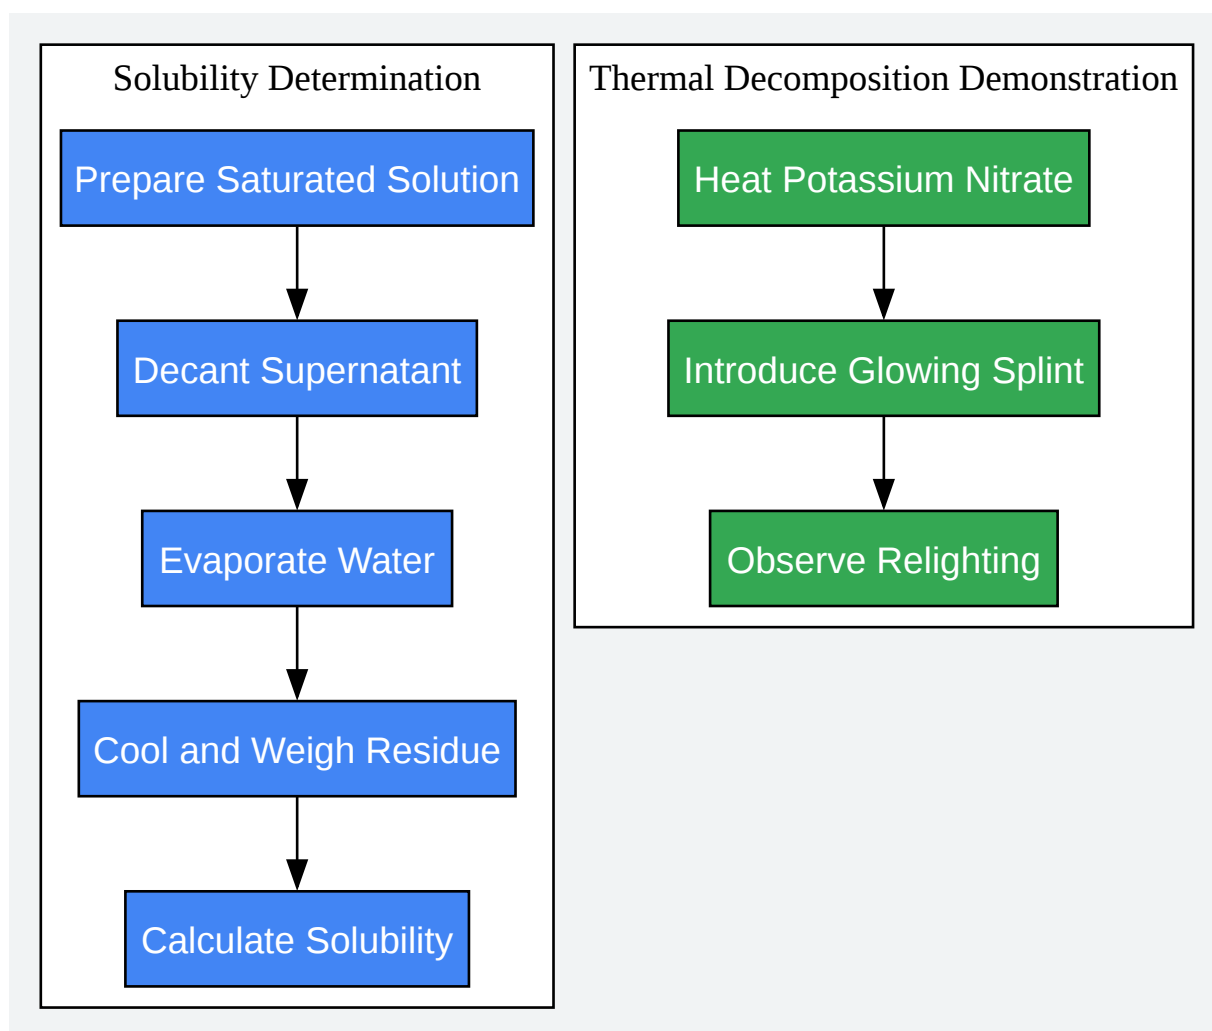 Solubility Determination
Prepare Saturated Solution
Decant Supernatant
Evaporate Water
Cool and Weigh Residue
Calculate Solubility
Thermal Decomposition Demonstration
Heat Potassium Nitrate
Introduce Glowing Splint
Observe Relighting